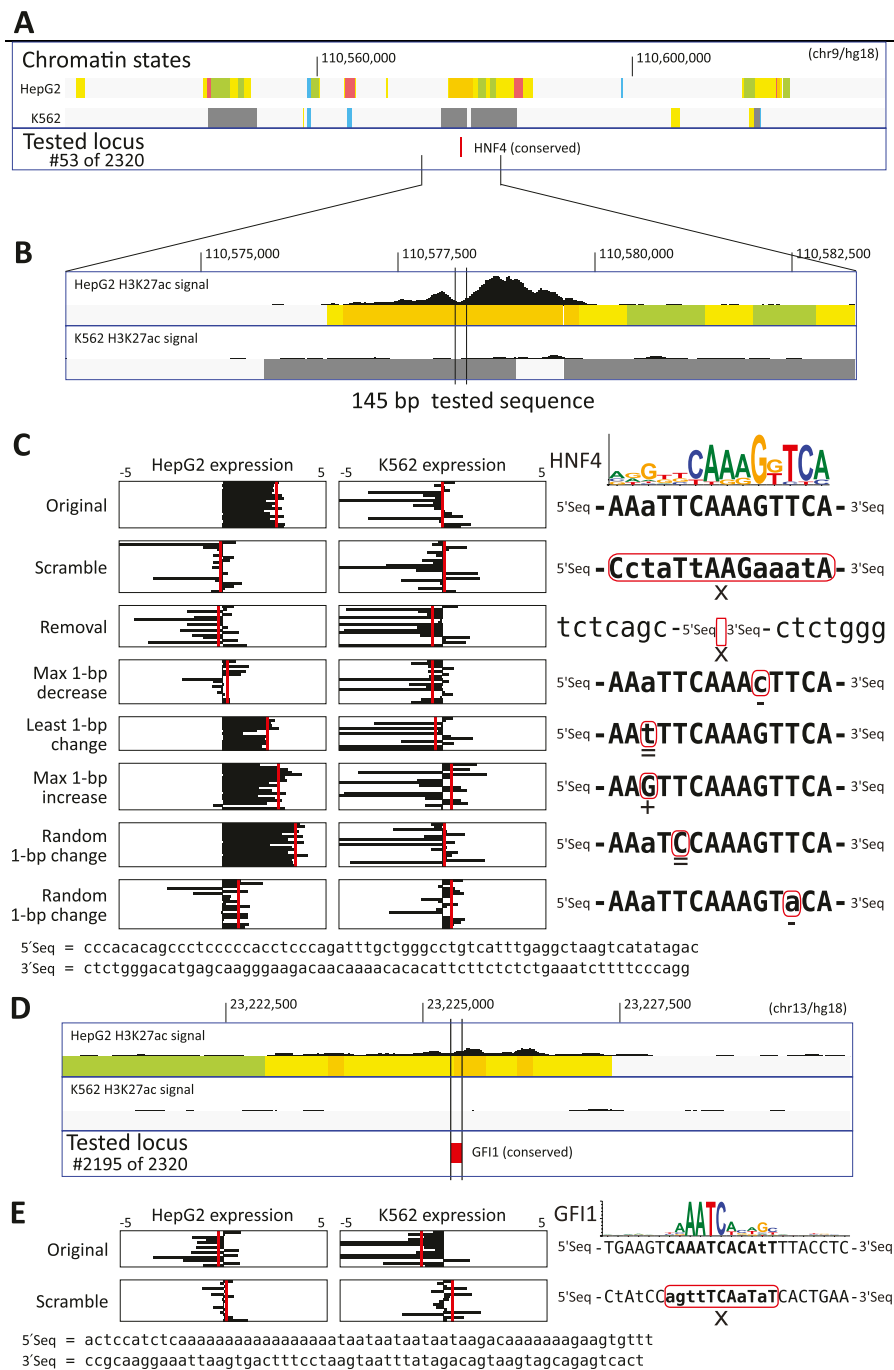 A
Chromatin states
110,560,000
110,600,000
(chr9/hg18)
HepG2
K562
Tested locus
#53 of 2320
HNF4 (conserved)
B
110,575,000
110,577,500
110,580,000
110,582,500
HepG2 H3K27ac signal
K562 H3K27ac signal
145 bp tested sequence
C
-5 HepG2 expression 5
-5 K562 expression 5
HNF4
Original
5'Seq - AAaTTCAAAGTTCA - 3'Seq
Scramble
5'Seq - CctaTtAAGaaatA - 3'Seq
X
Removal
tctcagc - 5'Seq 3'Seq - ctctggg
X
Max 1-bp
decrease
5'Seq - AAaTTCAAAcTTCA - 3'Seq
-
Least 1-bp
change
5'Seq - AAtTTCAAAGTTCA - 3'Seq
=
Max 1-bp
increase
5'Seq - AAGTTCAAAGTTCA - 3'Seq
+
Random
1-bp change
5'Seq - AAaTCCAAAGTTCA - 3'Seq
=
Random
1-bp change
5'Seq - AAaTTCAAAGTaCA - 3'Seq
-
5′Seq = cccacacagccctcccccacctcccagatttgctgggcctgtcatttgaggctaagtcatatagac
3′Seq = ctctgggacatgagcaagggaagacaacaaaacacacattcttctctctgaaatcttttcccagg
D
23,222,500
23,225,000
23,227,500
(chr13/hg18)
HepG2 H3K27ac signal
K562 H3K27ac signal
Tested locus
#2195 of 2320
GFI1 (conserved)
E
-5 HepG2 expression 5
-5 K562 expression 5
GFI1
Original
5'Seq -TGAAGTCAAATCACAtTTTACCTC-3'Seq
Scramble
5'Seq -CtAtCCagttTCAaTaTCACTGAA-3'Seq
X
5′Seq = actccatctcaaaaaaaaaaaaaaaaaataataataataataagacaaaaaaagaagtgttt
3′Seq = ccgcaaggaaattaagtgactttcctaagtaatttatagacagtaagtagcagagtcact